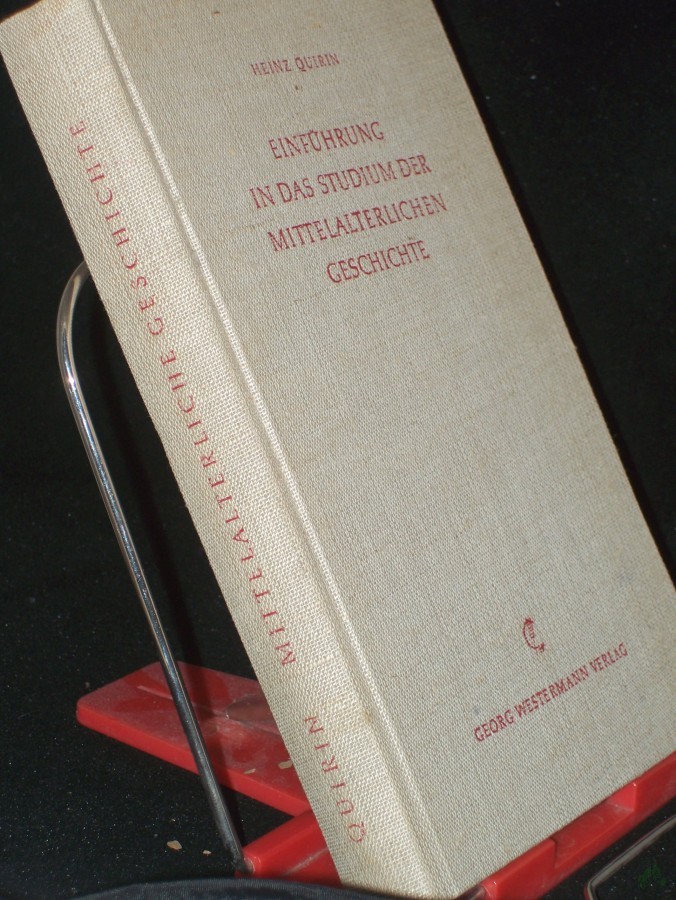 HEINZ QUIRIN
EINFÜHRUNG
IN DAS STUDIUM DER
MITTELALTERLICHEN
GESCHICHTE
GEORG WESTERMANN VERLAG
QUIRIN MITTELALTERLICHE GESCHICHTE